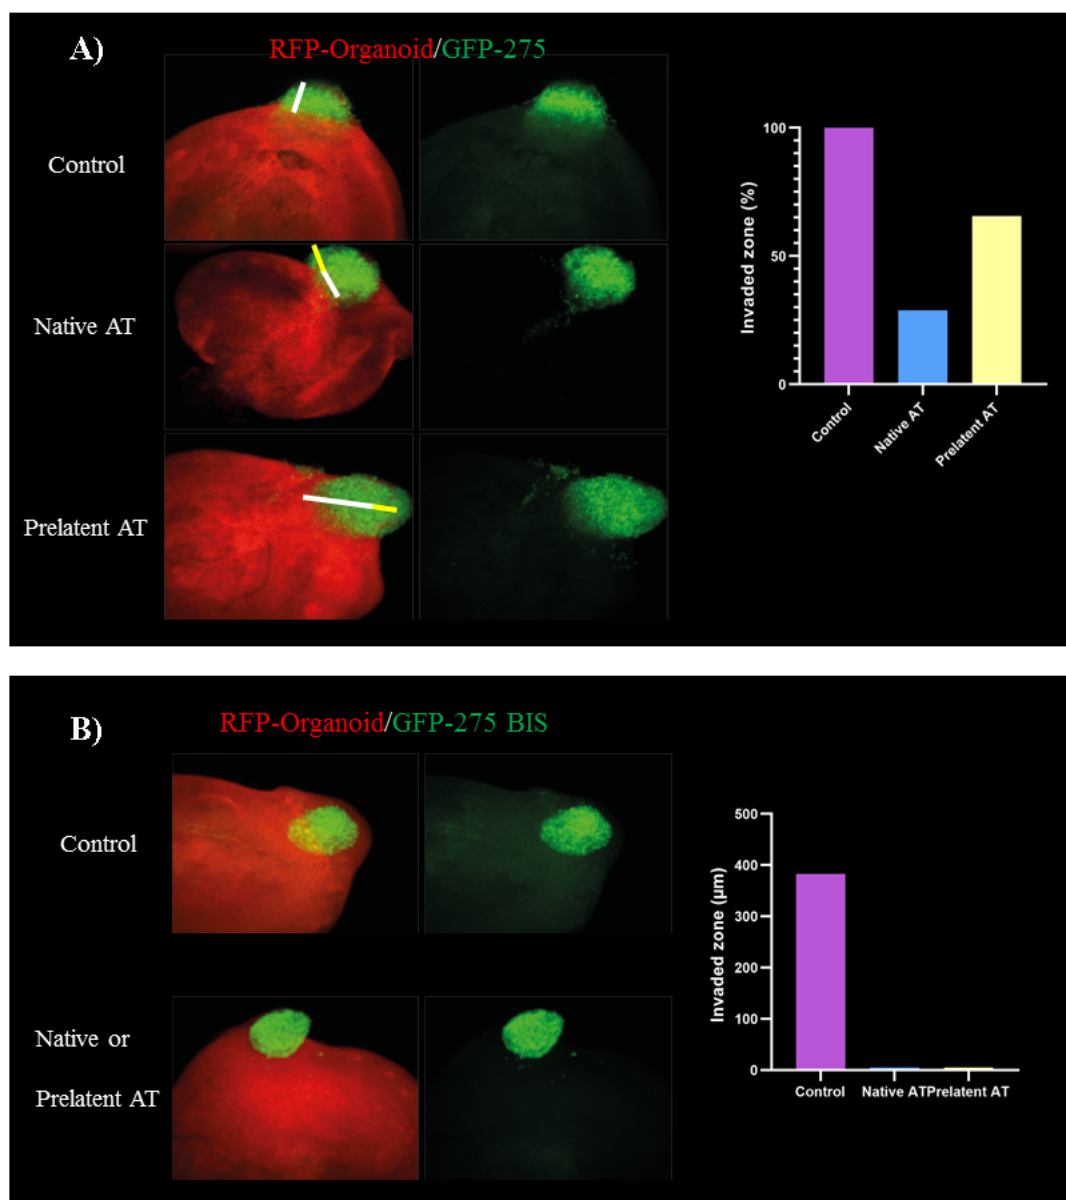 A)
RFP-Organoid/GFP-275
Control
Native AT
Prelatent AT
Invaded zone (%)
100
50
0
Control
Native AT
Prelatent AT
B)
RFP-Organoid/GFP-275 BIS
Control
Native or
Prelatent AT
Invaded zone (µm)
500
400
300
200
100
0
Control Native AT Prelatent AT